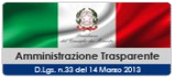 Amministrazione Trasparente
D.Lgs. n.33 del 14 Marzo 2013